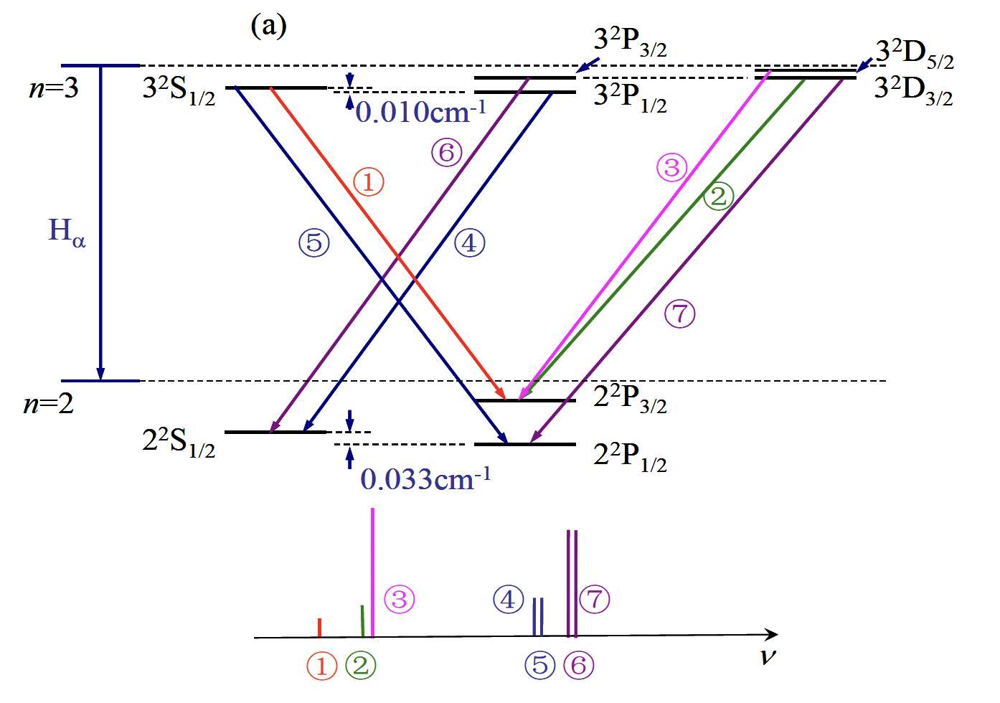 (a)
3²P₃/₂
3²D₅/₂
n=3
3²S₁/₂
3²P₁/₂
3²D₃/₂
0.010cm⁻¹
⑥
①
③
②
Hα
⑤
④
⑦
n=2
2²P₃/₂
2²S₁/₂
2²P₁/₂
0.033cm⁻¹
③
④
⑦
①
②
⑤
⑥
ν